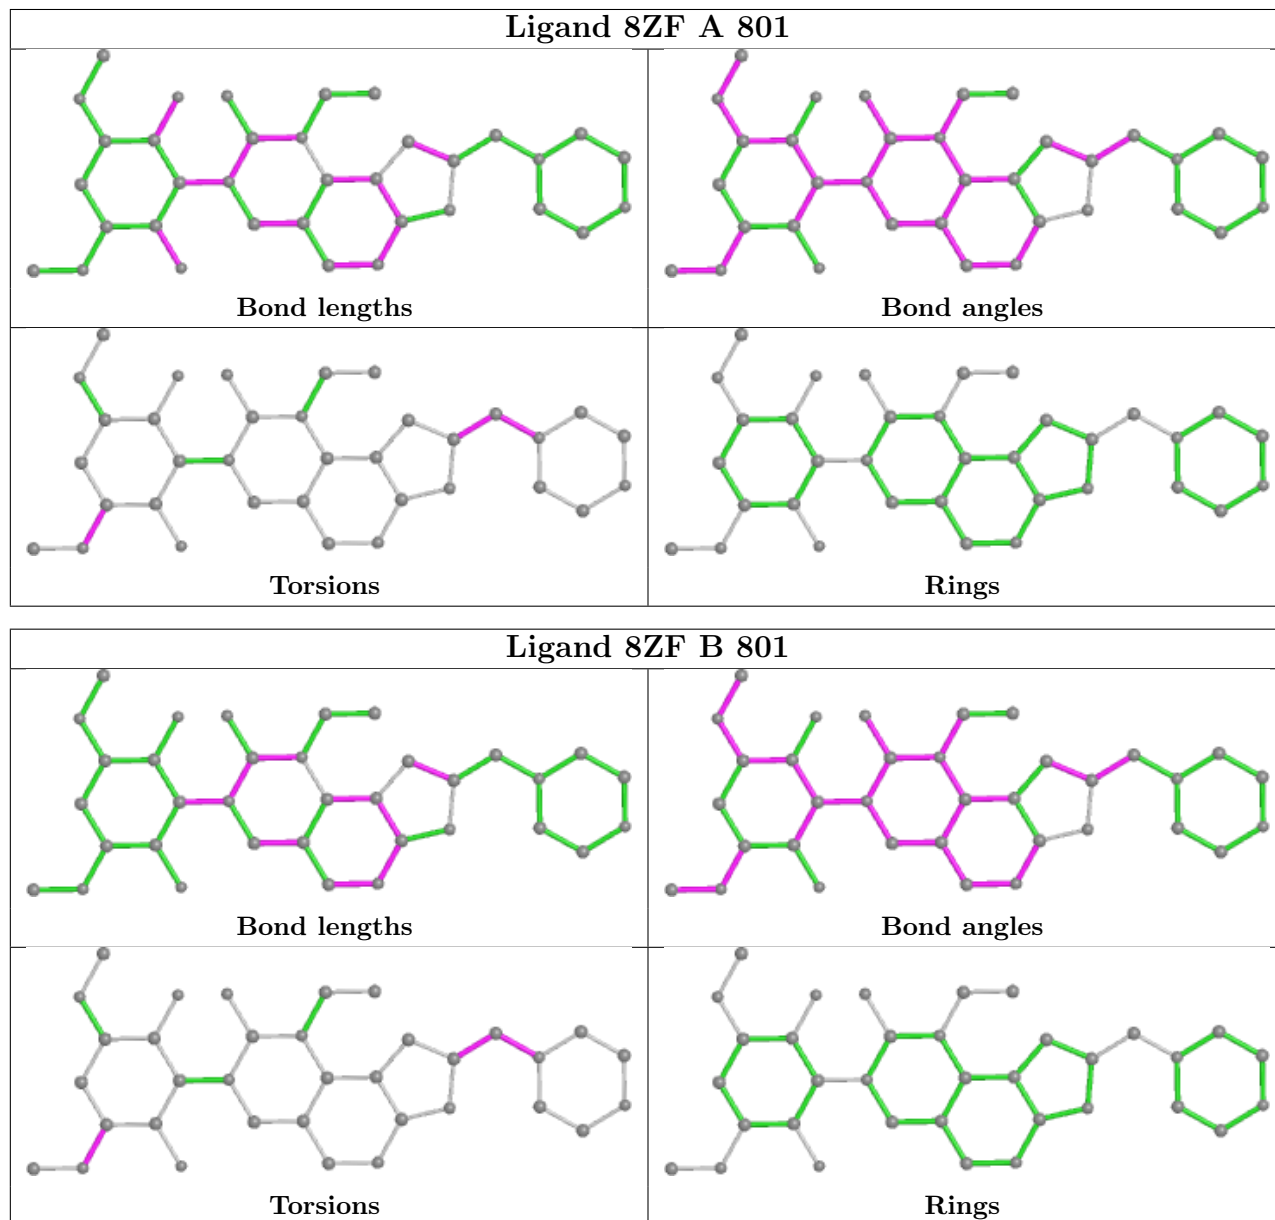 Ligand 8ZF A 801
Bond lengths
Bond angles
Torsions
Rings
Ligand 8ZF B 801
Bond lengths
Bond angles
Torsions
Rings